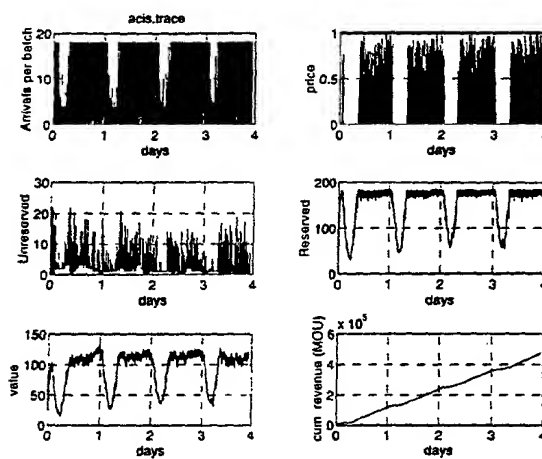 acis.trace
Arrivals per batch
20
10
0
0 1 2 3 4
days
price
1
0.5
0
0 1 2 3 4
days
Unreserved
30
20
10
0
0 1 2 3 4
days
Reserved
200
100
0
0 1 2 3 4
days
value
150
100
50
0
0 1 2 3 4
days
cum revenue (MOU)
x 10^5
6
4
2
0
0 1 2 3 4
days